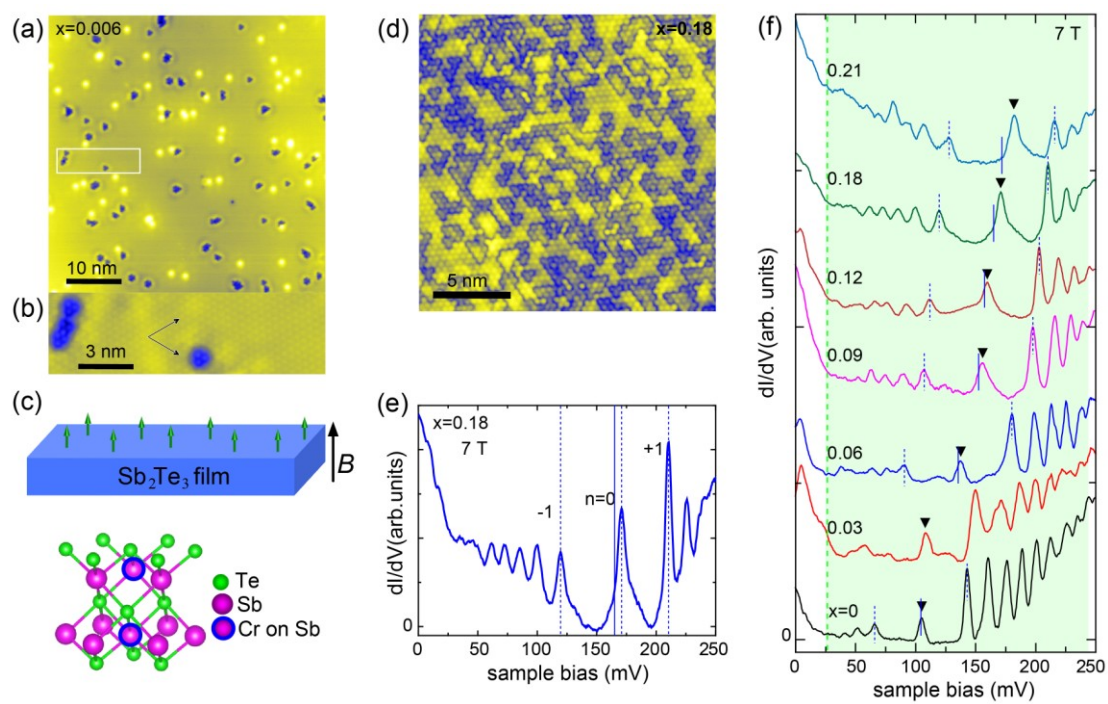 (a)
x=0.006
10 nm
(b)
3 nm
(c)
B
Sb₂Te₃ film
Te
Sb
Cr on Sb
(d)
x=0.18
5 nm
(e)
x=0.18
7 T
+1
n=0
-1
dI/dV(arb.units)
0
0 50 100 150 200 250
sample bias (mV)
(f)
7 T
0.21
0.18
0.12
0.09
0.06
0.03
x=0
dI/dV(arb. units)
0
0 50 100 150 200 250
sample bias (mV)